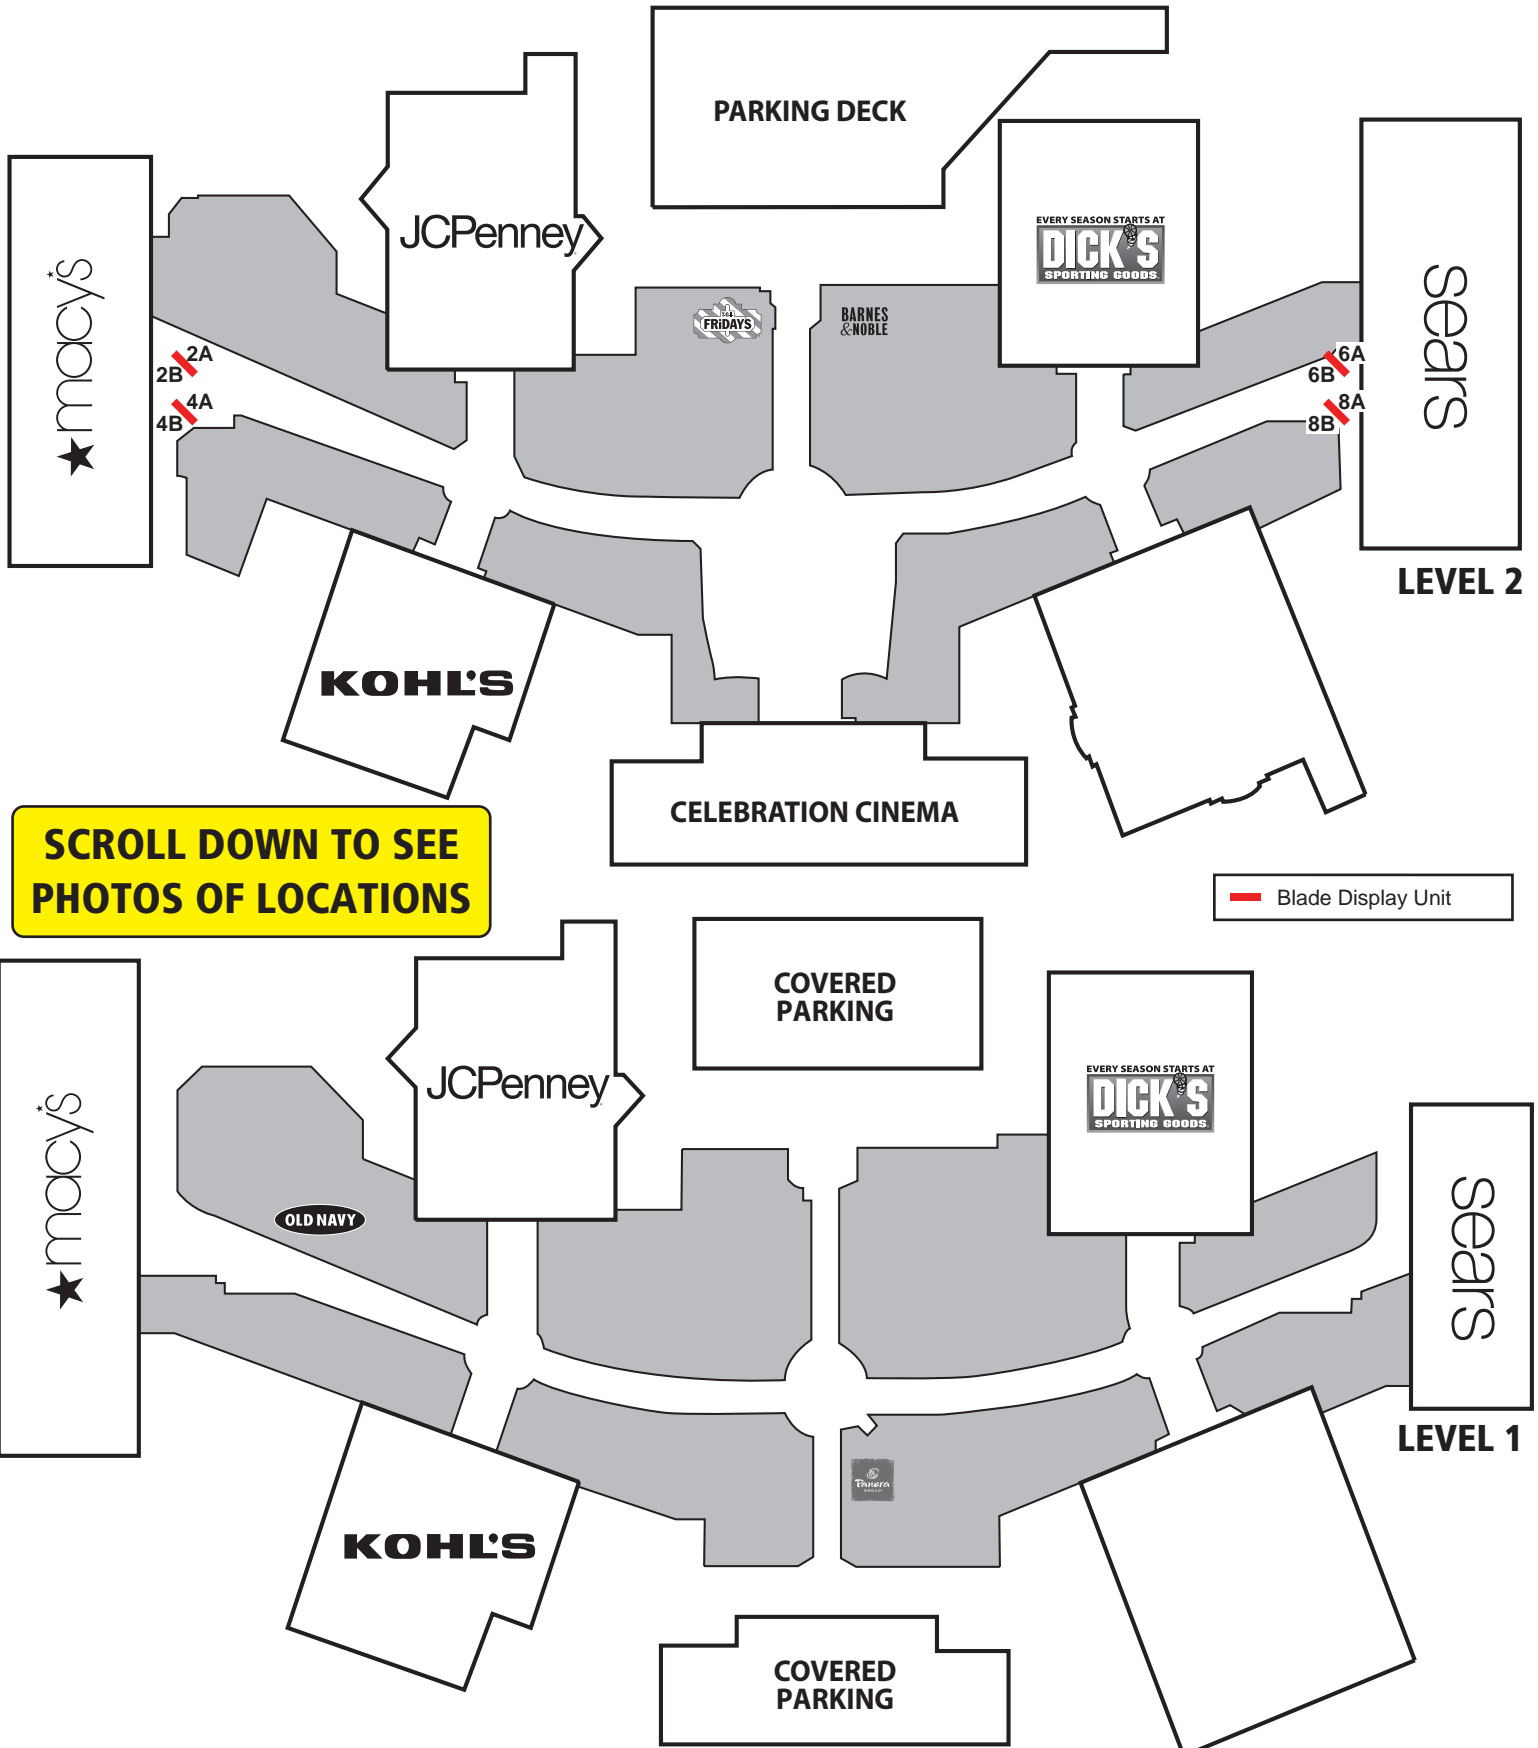 PARKING DECK
JCPenney
EVERY SEASON STARTS AT
DICK'S
SPORTING GOODS
macy's
sears
T.G.I.
FRiDAYS
BARNES
&NOBLE
2A
2B
4A
4B
6A
6B
8A
8B
LEVEL 2
KOHL'S
CELEBRATION CINEMA
SCROLL DOWN TO SEE
PHOTOS OF LOCATIONS
Blade Display Unit
COVERED
PARKING
JCPenney
EVERY SEASON STARTS AT
DICK'S
SPORTING GOODS
macy's
sears
OLD NAVY
LEVEL 1
Panera
BREAD
KOHL'S
COVERED
PARKING